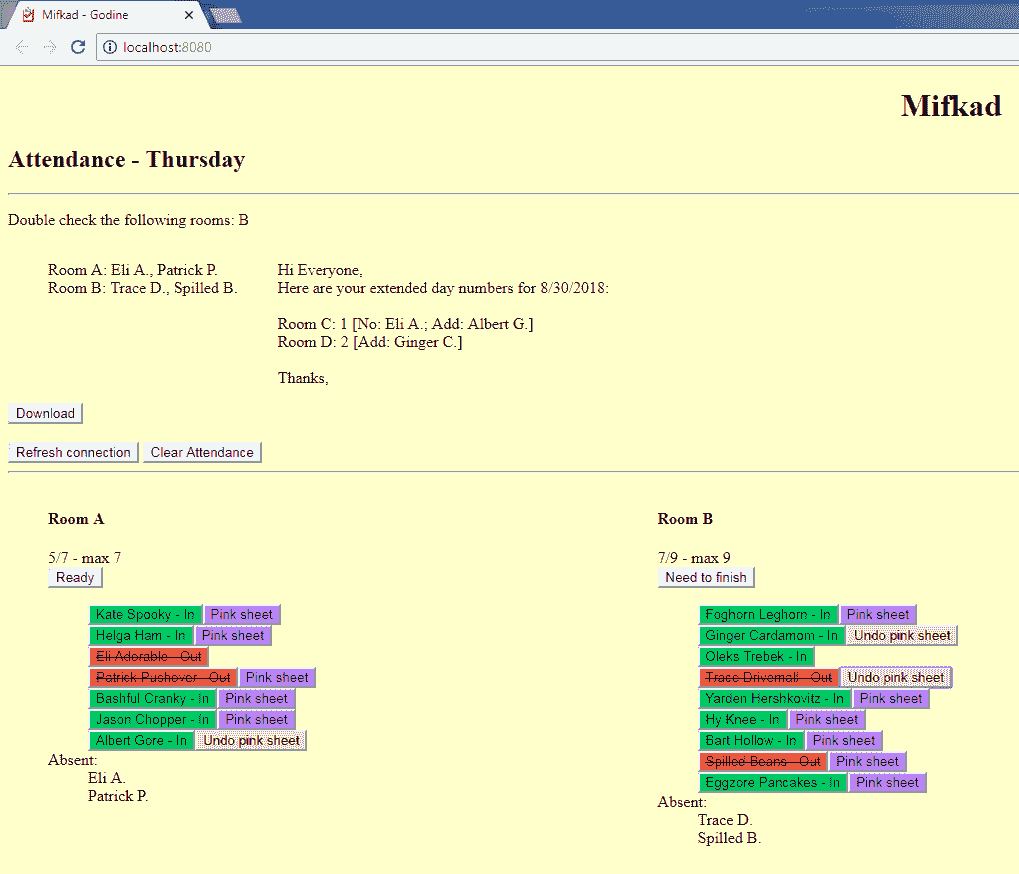 Mifkad - Godine
localhost:8080
Mifkad
Attendance - Thursday
Double check the following rooms: B
Room A: Eli A., Patrick P.
Room B: Trace D., Spilled B.
Hi Everyone,
Here are your extended day numbers for 8/30/2018:
Room C: 1 [No: Eli A.; Add: Albert G.]
Room D: 2 [Add: Ginger C.]
Thanks,
Download
Refresh connection Clear Attendance
Room A
5/7 - max 7
Ready
Kate Spooky - In Pink sheet
Helga Ham - In Pink sheet
Eli Adorable - Out
Patrick Pushover - Out Pink sheet
Bashful Cranky - In Pink sheet
Jason Chopper - In Pink sheet
Albert Gore - In Undo pink sheet
Absent:
Eli A.
Patrick P.
Room B
7/9 - max 9
Need to finish
Foghorn Leghorn - In Pink sheet
Ginger Cardamom - In Undo pink sheet
Oleks Trebek - In
Trace Drivemali - Out Undo pink sheet
Yarden Hershkovitz - In Pink sheet
Hy Knee - In Pink sheet
Bart Hollow - In Pink sheet
Spilled Beans - Out Pink sheet
Eggzore Pancakes - In Pink sheet
Absent:
Trace D.
Spilled B.